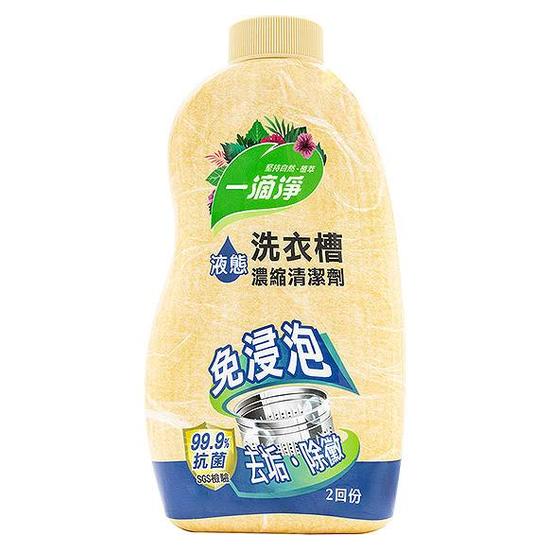 堅持自然·植萃
一滴淨
液態
洗衣槽
濃縮清潔劑
免浸泡
去垢·除黴
99.9%
抗菌
SGS檢驗
2回份